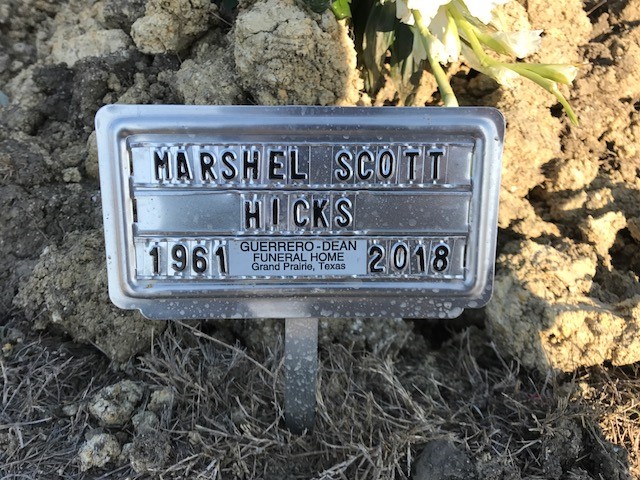 MARSHEL SCOTT
HICKS
1961 GUERRERO-DEAN 2018
FUNERAL HOME
Grand Prairie, Texas